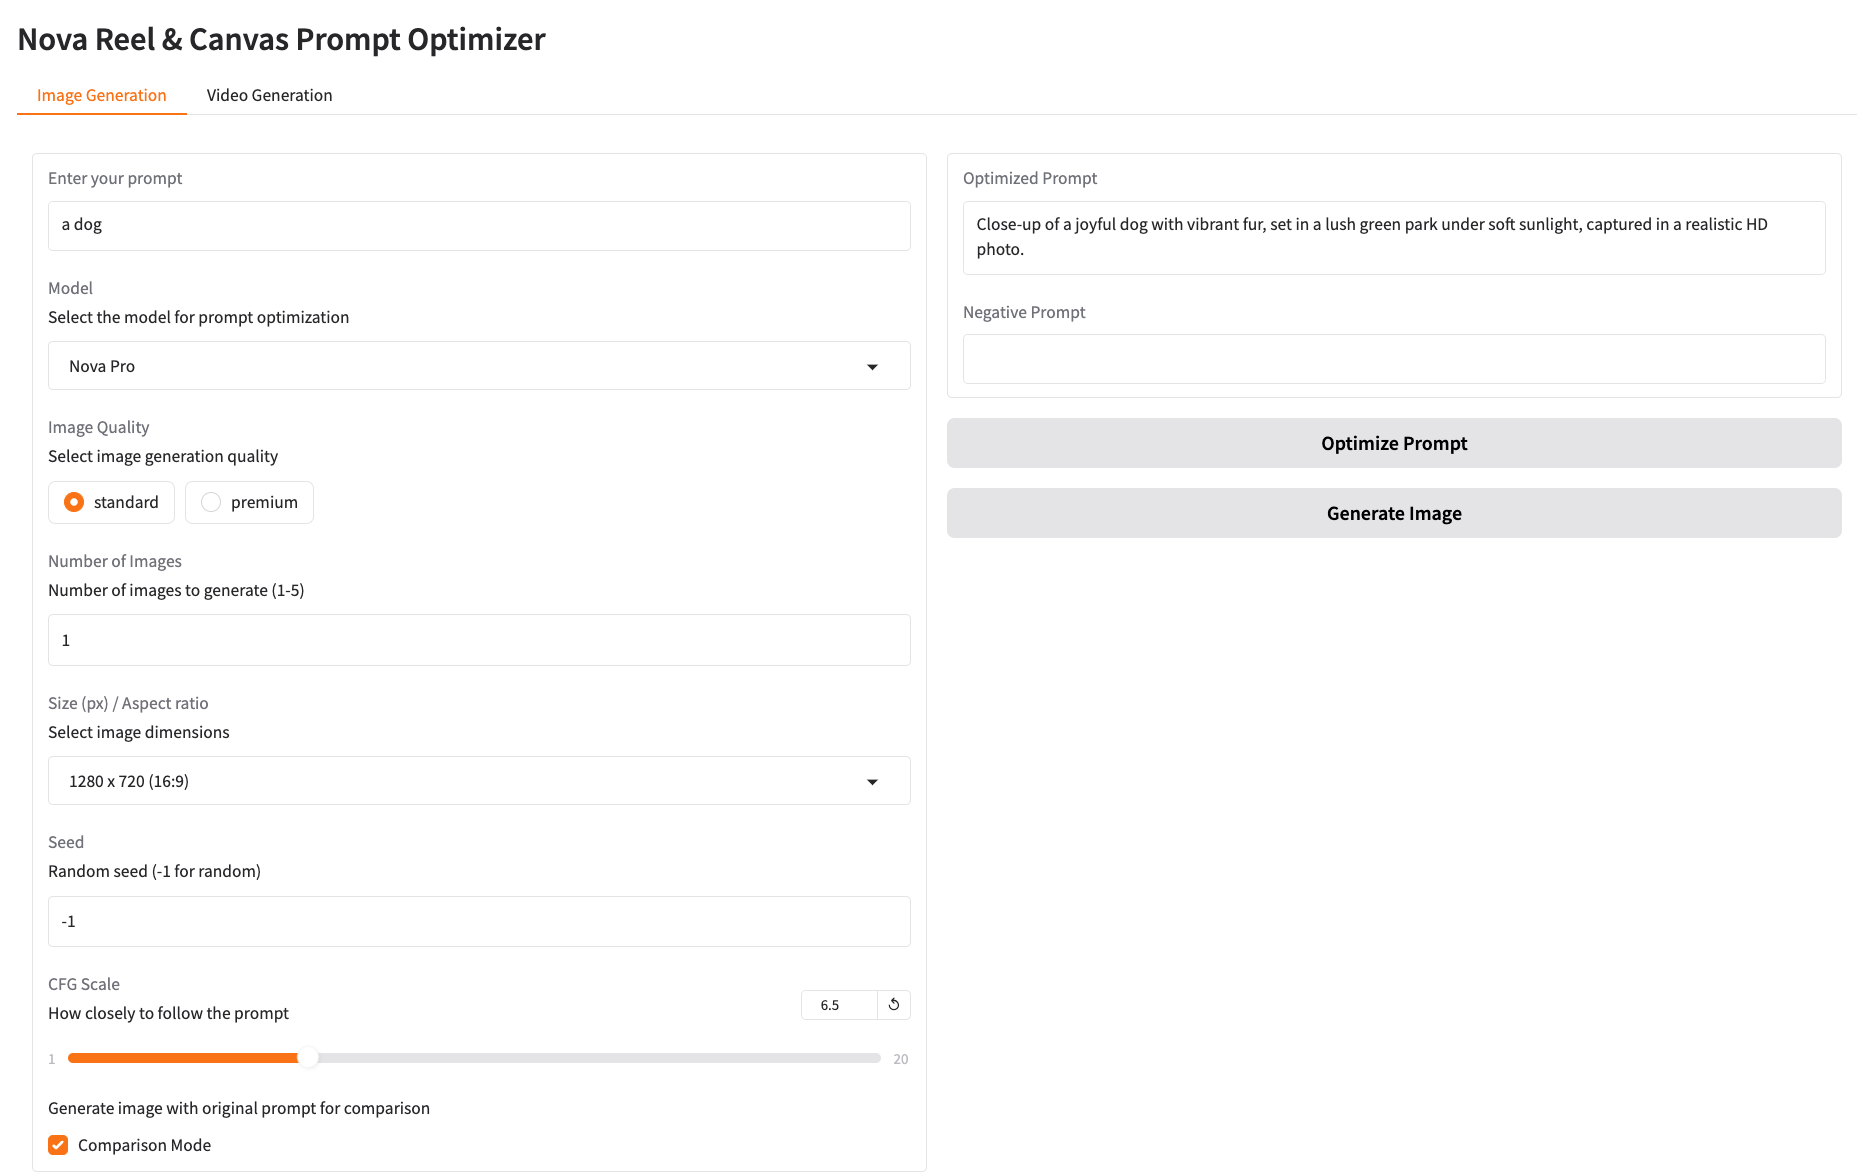 Nova Reel & Canvas Prompt Optimizer
Image Generation
Video Generation
Enter your prompt
a dog
Model
Select the model for prompt optimization
Nova Pro
Image Quality
Select image generation quality
standard
premium
Number of Images
Number of images to generate (1-5)
1
Size (px) / Aspect ratio
Select image dimensions
1280 x 720 (16:9)
Seed
Random seed (-1 for random)
-1
CFG Scale
How closely to follow the prompt
6.5
1
20
Generate image with original prompt for comparison
Comparison Mode
Optimized Prompt
Close-up of a joyful dog with vibrant fur, set in a lush green park under soft sunlight, captured in a realistic HD
photo.
Negative Prompt
Optimize Prompt
Generate Image